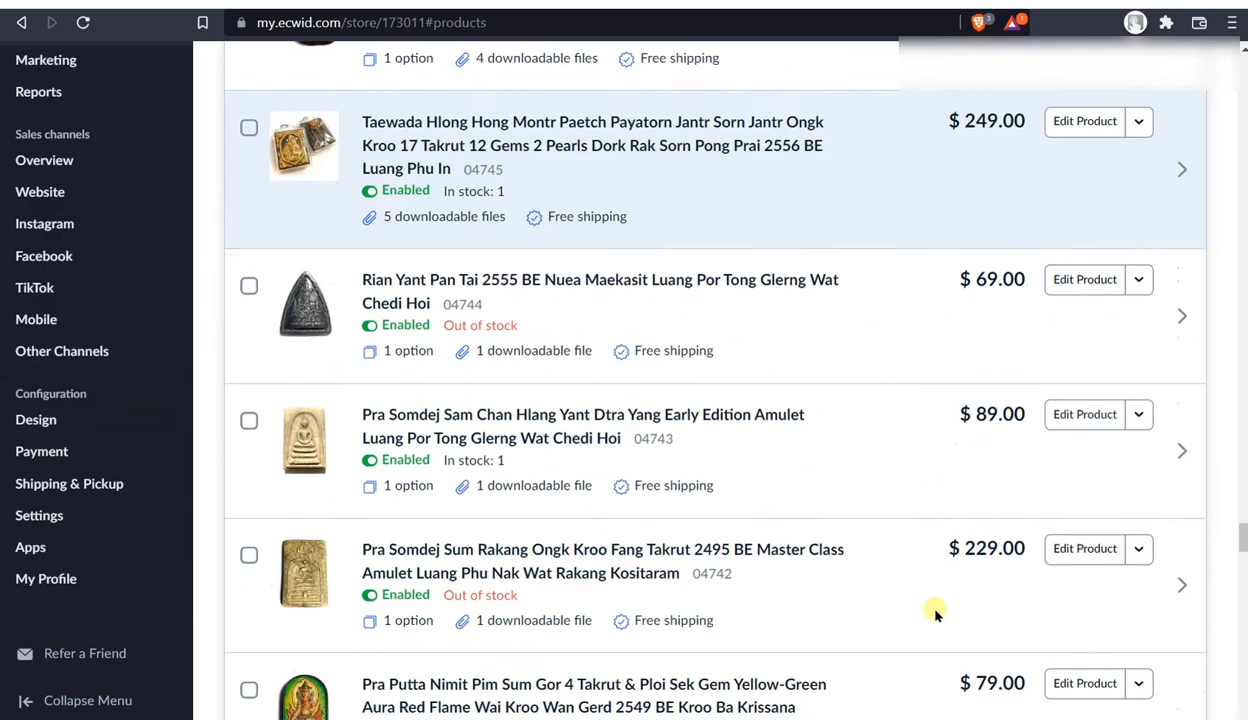 my.ecwid.com/store/173011#products
3
1
Marketing
Reports
Sales channels
Overview
Website
Instagram
Facebook
TikTok
Mobile
Other Channels
Configuration
Design
Payment
Shipping & Pickup
Settings
Apps
My Profile
Refer a Friend
Collapse Menu
1 option 4 downloadable files Free shipping
Taewada Hlong Hong Montr Paetch Payatorn Jantr Sorn Jantr Ongk
Kroo 17 Takrut 12 Gems 2 Pearls Dork Rak Sorn Pong Prai 2556 BE
Luang Phu In 04745
Enabled In stock: 1
5 downloadable files Free shipping
$ 249.00 Edit Product
Rian Yant Pan Tai 2555 BE Nuea Maekasit Luang Por Tong Glerng Wat
Chedi Hoi 04744
Enabled Out of stock
1 option 1 downloadable file Free shipping
$ 69.00 Edit Product
Pra Somdej Sam Chan Hlang Yant Dtra Yang Early Edition Amulet
Luang Por Tong Glerng Wat Chedi Hoi 04743
Enabled In stock: 1
1 option 1 downloadable file Free shipping
$ 89.00 Edit Product
Pra Somdej Sum Rakang Ongk Kroo Fang Takrut 2495 BE Master Class
Amulet Luang Phu Nak Wat Rakang Kositaram 04742
Enabled Out of stock
1 option 1 downloadable file Free shipping
$ 229.00 Edit Product
Pra Putta Nimit Pim Sum Gor 4 Takrut & Ploi Sek Gem Yellow-Green
Aura Red Flame Wai Kroo Wan Gerd 2549 BE Kroo Ba Krissana
$ 79.00 Edit Product